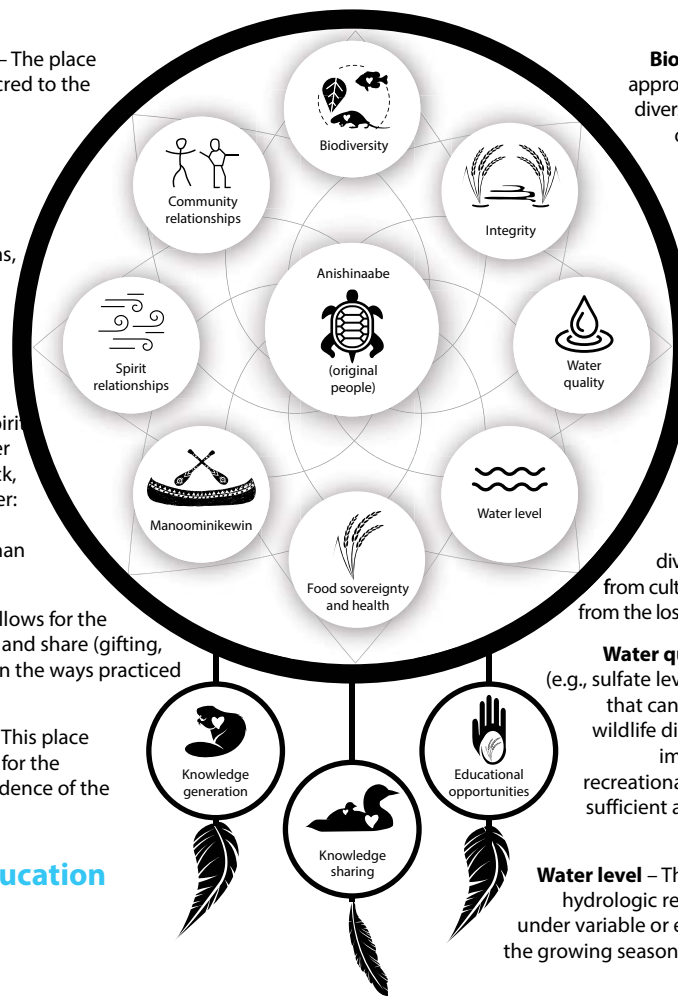 – The place
cred to the
ns,
pirit
er
ck,
er:
an
llows for the
and share (gifting,
n the ways practiced
This place
for the
dence of the
ucation
Biodiversity
Community
relationships
Integrity
Anishinaabe
(original
people)
Spirit
relationships
Water
quality
Manoominikewin
Water level
Food sovereignty
and health
Knowledge
generation
Knowledge
sharing
Educational
opportunities
Bio
appro
divers
c
div
from cult
from the los
Water qu
(e.g., sulfate lev
that can
wildlife di
im
recreationa
sufficient a
Water level – Th
hydrologic re
under variable or e
the growing season